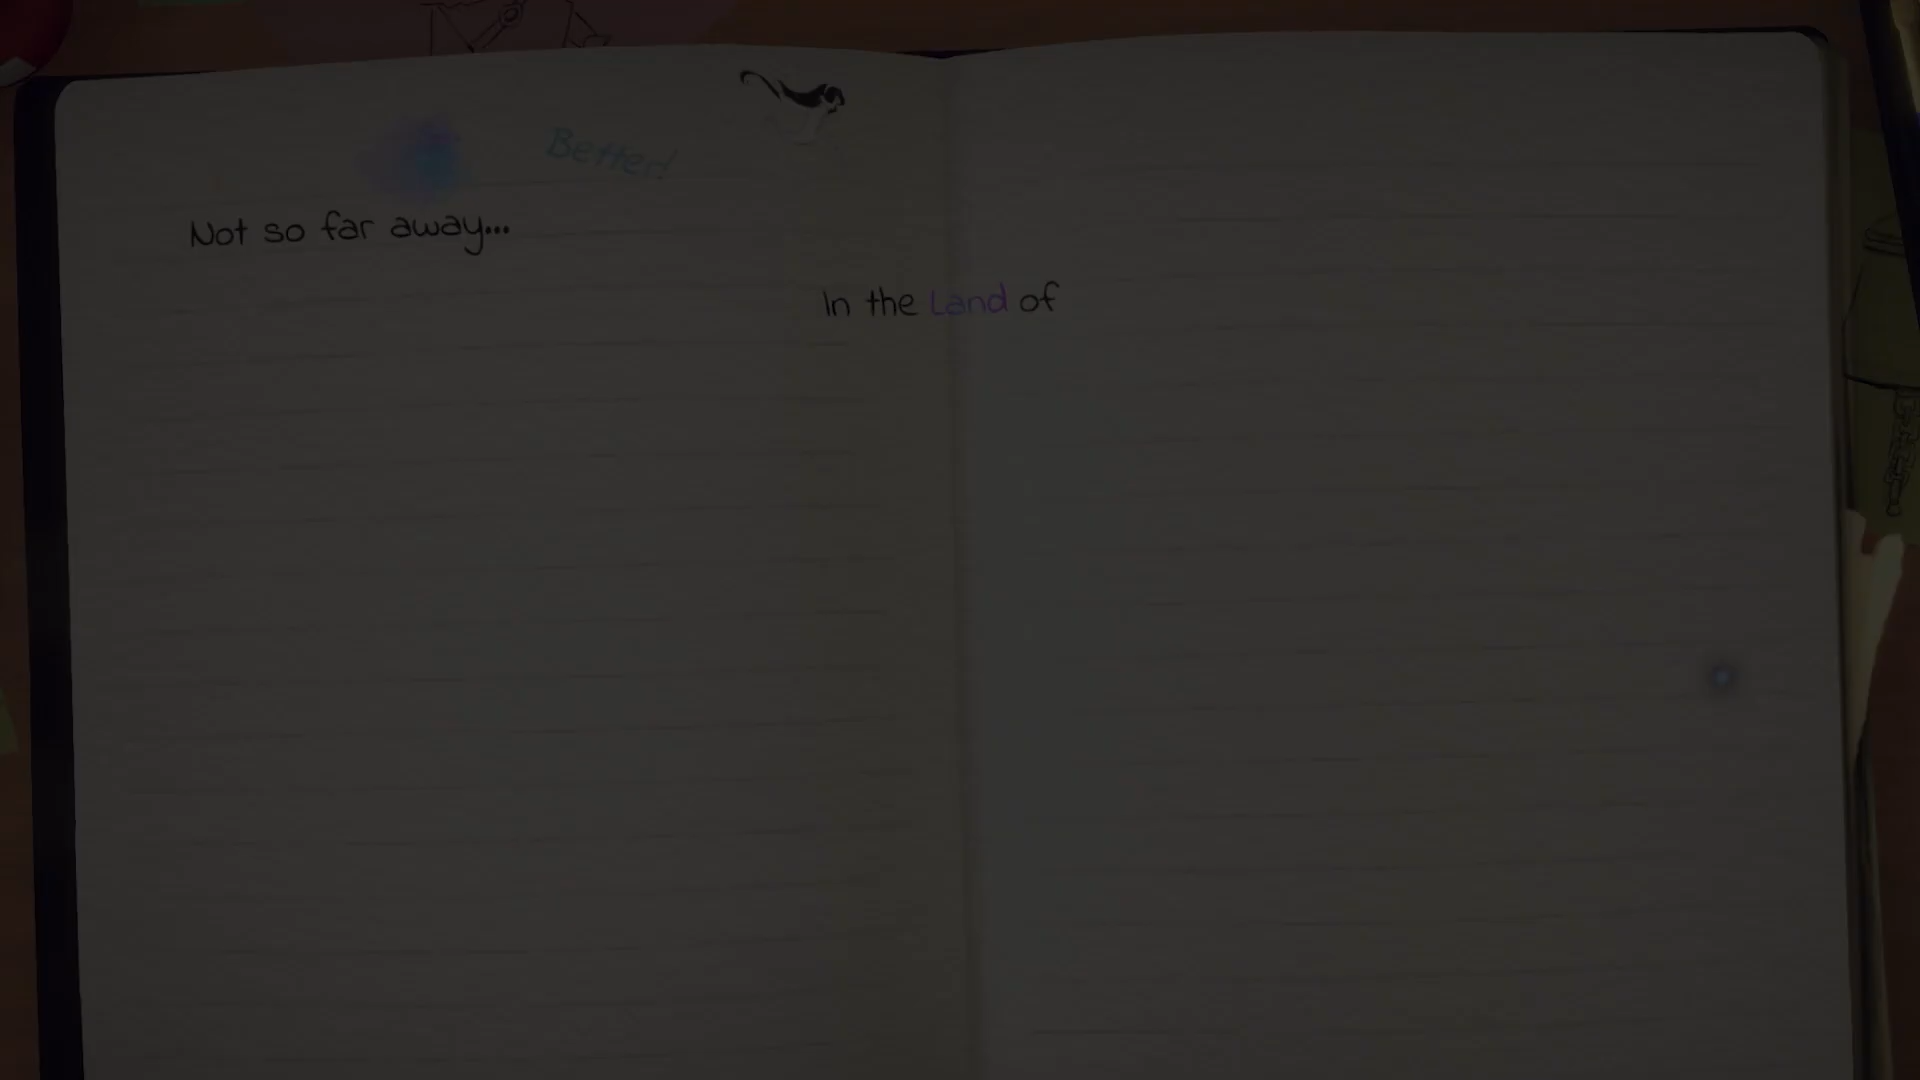 Better!
Not so far away...
In the Land of